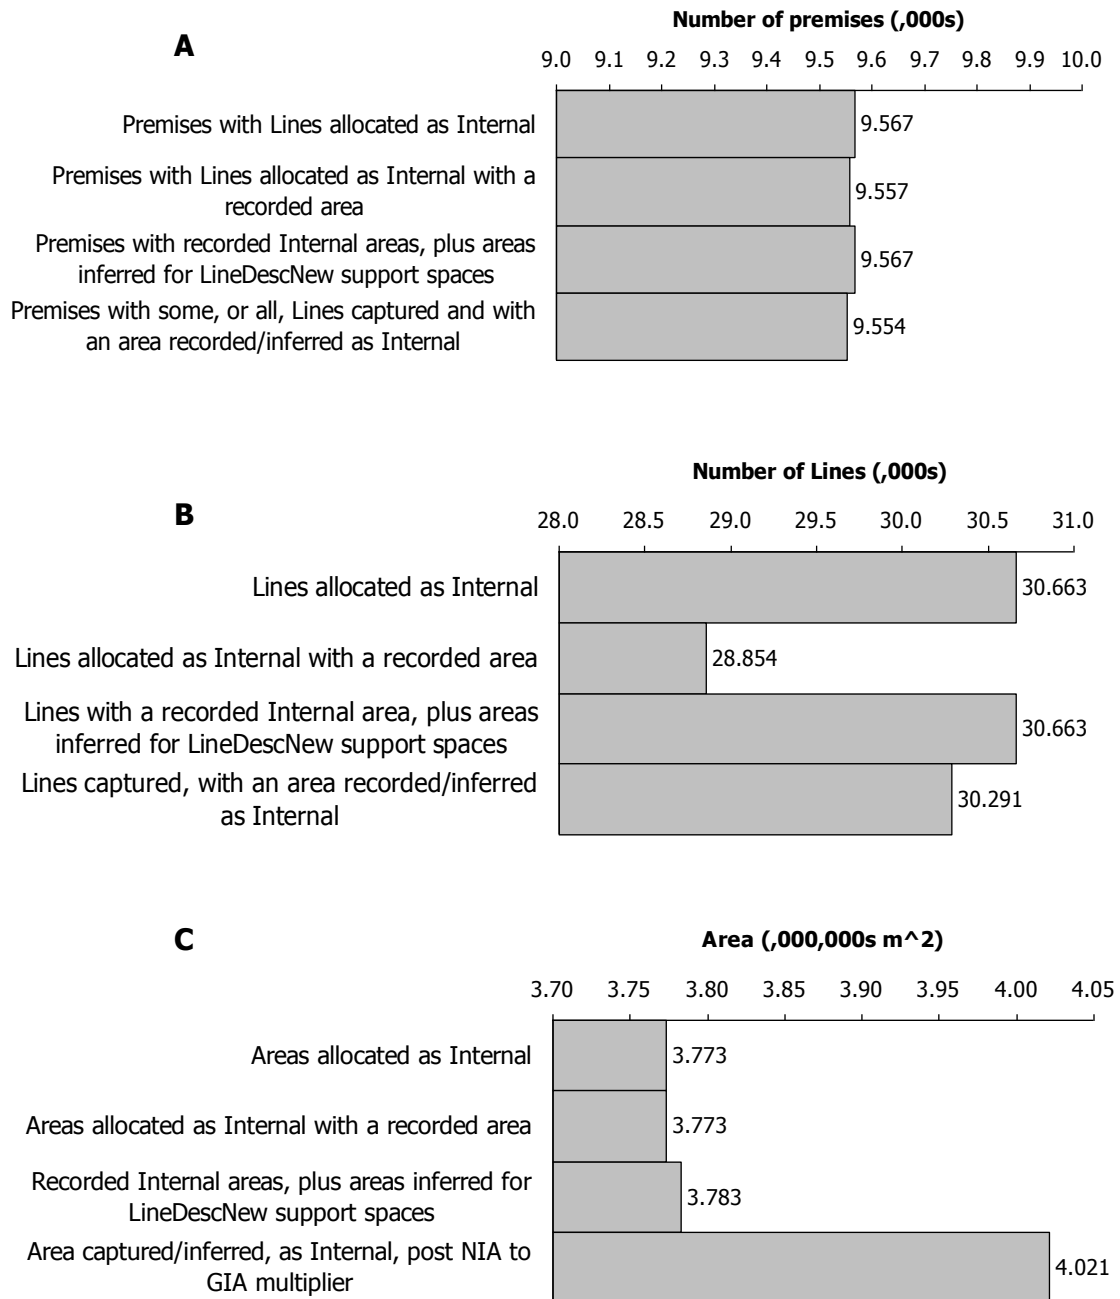 Number of premises (,000s)
A
9.0 9.1 9.2 9.3 9.4 9.5 9.6 9.7 9.8 9.9 10.0
Premises with Lines allocated as Internal
9.567
Premises with Lines allocated as Internal with a
recorded area
9.557
Premises with recorded Internal areas, plus areas
inferred for LineDescNew support spaces
9.567
Premises with some, or all, Lines captured and with
an area recorded/inferred as Internal
9.554
Number of Lines (,000s)
B
28.0 28.5 29.0 29.5 30.0 30.5 31.0
Lines allocated as Internal
30.663
Lines allocated as Internal with a recorded area
28.854
Lines with a recorded Internal area, plus areas
inferred for LineDescNew support spaces
30.663
Lines captured, with an area recorded/inferred
as Internal
30.291
C
Area (,000,000s m^2)
3.70 3.75 3.80 3.85 3.90 3.95 4.00 4.05
Areas allocated as Internal
3.773
Areas allocated as Internal with a recorded area
3.773
Recorded Internal areas, plus areas inferred for
LineDescNew support spaces
3.783
Area captured/inferred, as Internal, post NIA to
GIA multiplier
4.021